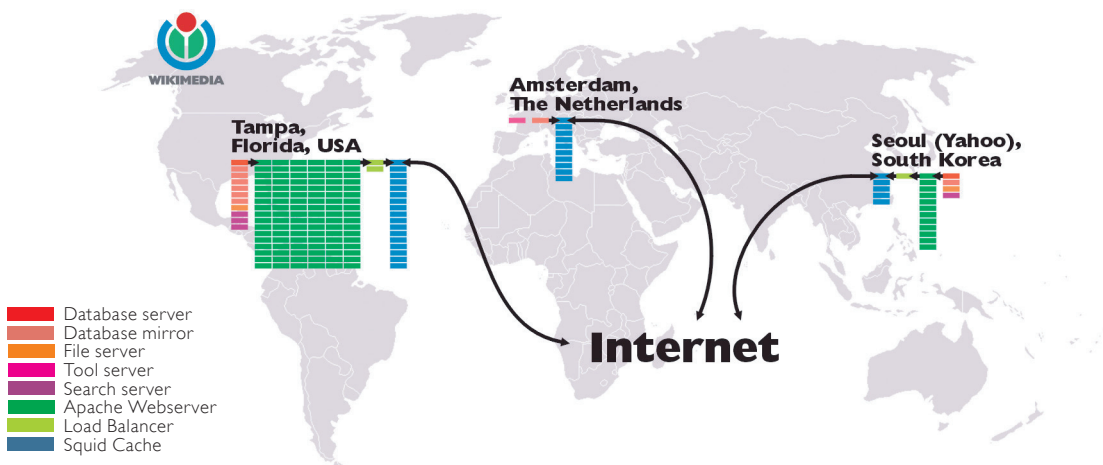 WIKIMEDIA
Amsterdam,
The Netherlands
Tampa,
Florida, USA
Seoul (Yahoo),
South Korea
Internet
Database server
Database mirror
File server
Tool server
Search server
Apache Webserver
Load Balancer
Squid Cache